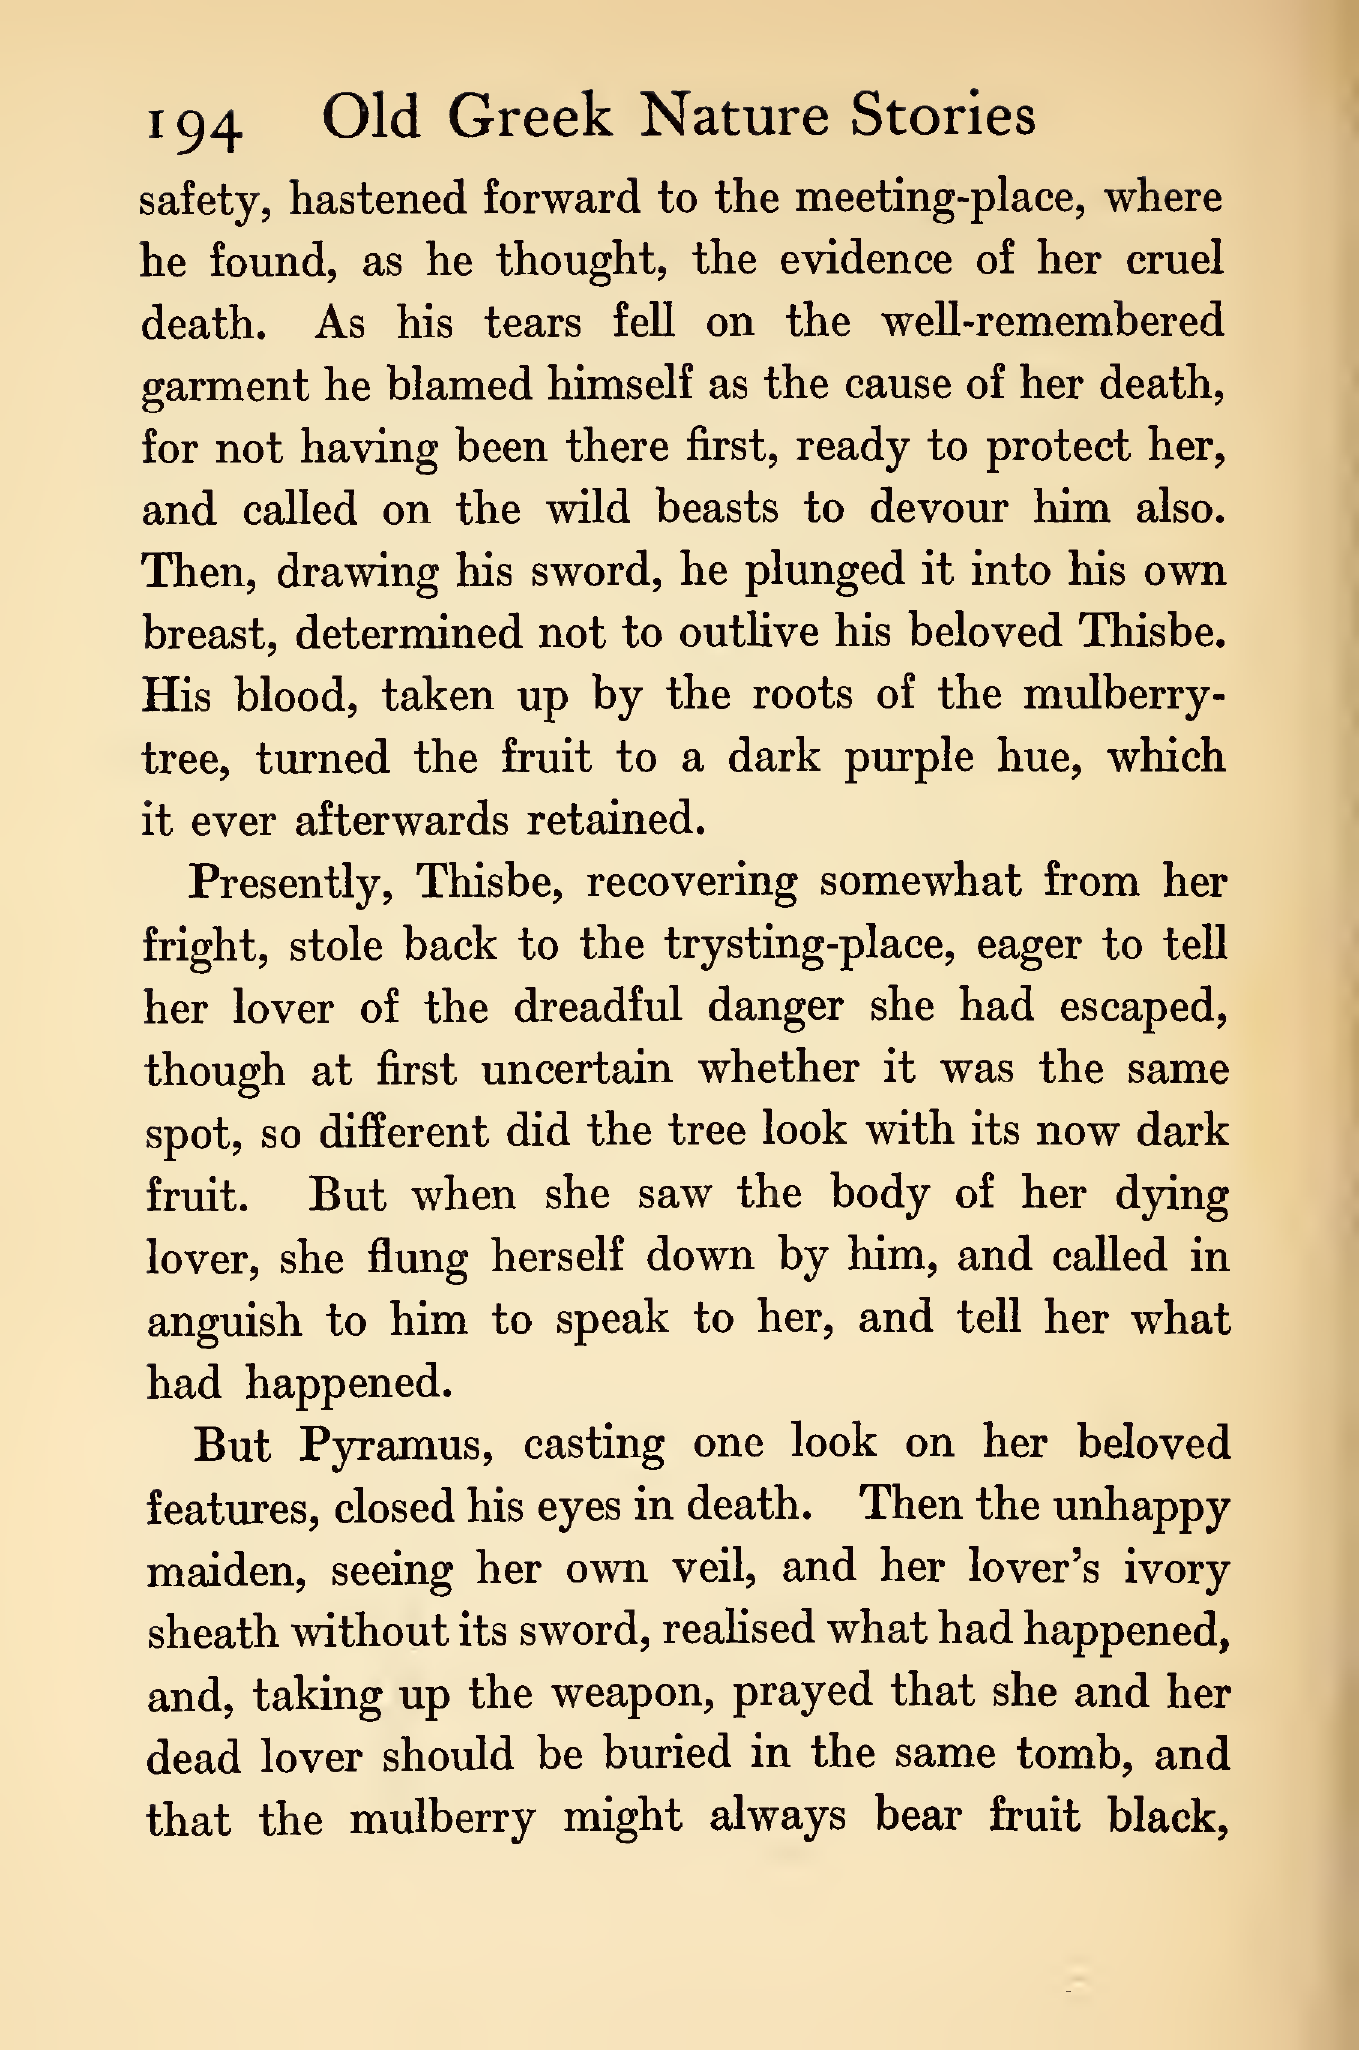 194 Old Greek Nature Stories
safety, hastened forward to the meeting-place, where
he found, as he thought, the evidence of her cruel
death. As his tears fell on the well-remembered
garment he blamed himself as the cause of her death,
for not having been there first, ready to protect her,
and called on the wild beasts to devour him also.
Then, drawing his sword, he plunged it into his own
breast, determined not to outlive his beloved Thisbe.
His blood, taken up by the roots of the mulberry-
tree, turned the fruit to a dark purple hue, which
it ever afterwards retained.
Presently, Thisbe, recovering somewhat from her
fright, stole back to the trysting-place, eager to tell
her lover of the dreadful danger she had escaped,
though at first uncertain whether it was the same
spot, so different did the tree look with its now dark
fruit. But when she saw the body of her dying
lover, she flung herself down by him, and called in
anguish to him to speak to her, and tell her what
had happened.
But Pyramus, casting one look on her beloved
features, closed his eyes in death. Then the unhappy
maiden, seeing her own veil, and her lover's ivory
sheath without its sword, realised what had happened,
and, taking up the weapon, prayed that she and her
dead lover should be buried in the same tomb, and
that the mulberry might always bear fruit black,